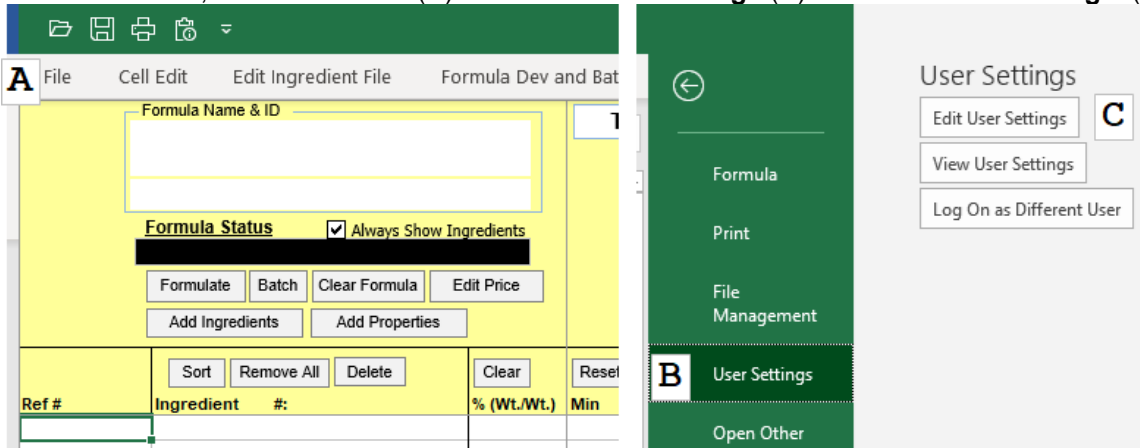 A File Cell Edit Edit Ingredient File Formula Dev and Bat
Formula Name & ID
Formula Status Always Show Ingredients
Formulate Batch Clear Formula Edit Price
Add Ingredients Add Properties
Sort Remove All Delete Clear Reset
Ref # Ingredient #: % (Wt./Wt.) Min
User Settings
Edit User Settings C
View User Settings
Log On as Different User
Formula
Print
File
Management
B User Settings
Open Other